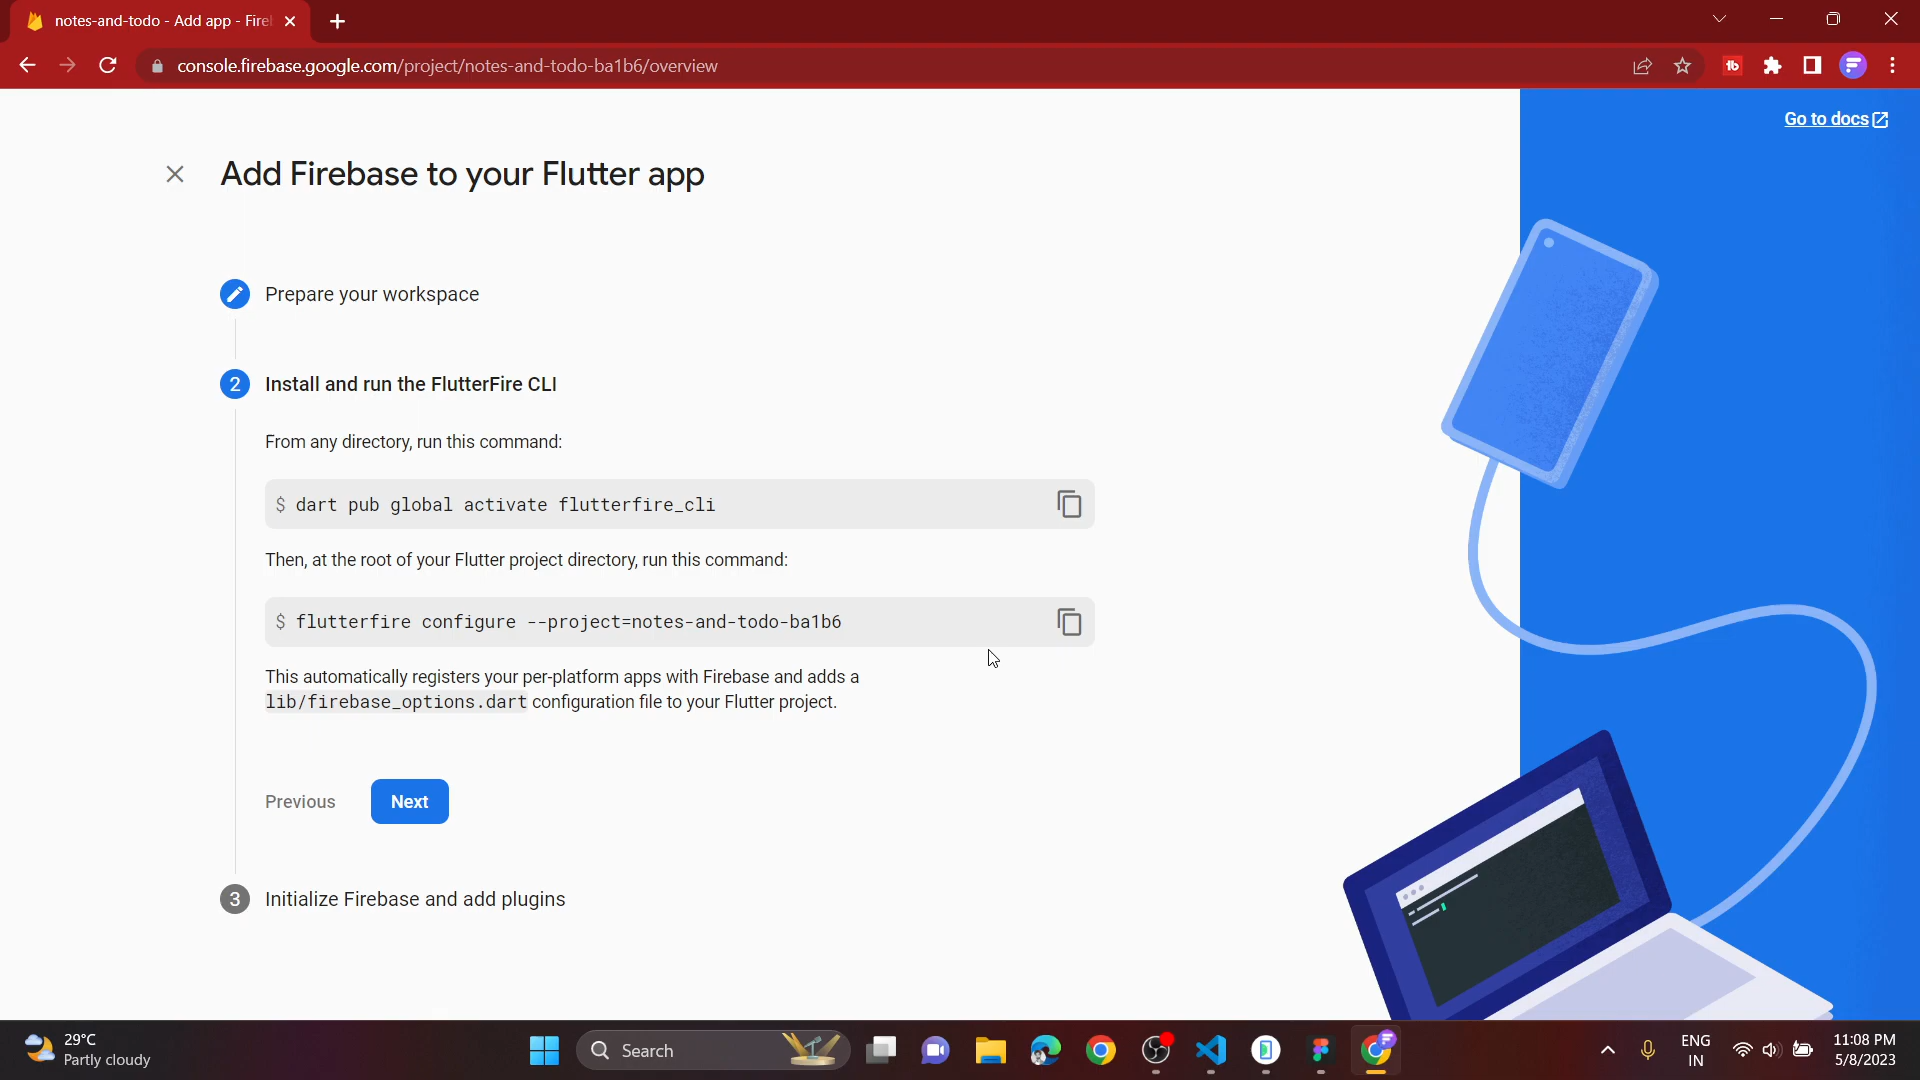 notes-and-todo - Add app - Fire
console.firebase.google.com/project/notes-and-todo-ba1b6/overview
Go to docs
Add Firebase to your Flutter app
Prepare your workspace
2 Install and run the FlutterFire CLI
From any directory, run this command:
$ dart pub global activate flutterfire_cli
Then, at the root of your Flutter project directory, run this command:
$ flutterfire configure --project=notes-and-todo-ba1b6
This automatically registers your per-platform apps with Firebase and adds a
lib/firebase_options.dart configuration file to your Flutter project.
Previous Next
3 Initialize Firebase and add plugins
29°C
Partly cloudy
Search
ENG
IN
11:08 PM
5/8/2023